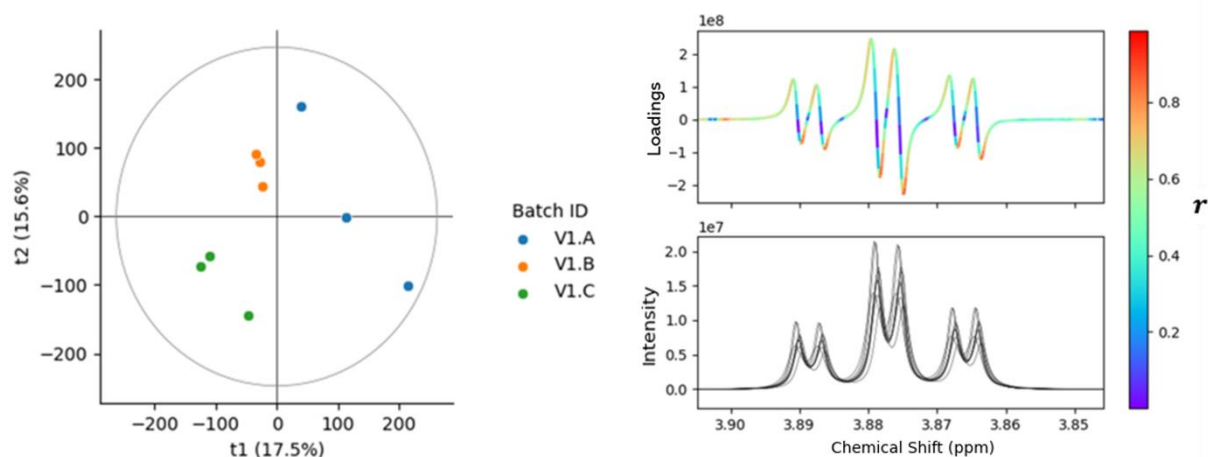 200
100
0
−100
−200
t2 (15.6%)
−200 −100 0 100 200
t1 (17.5%)
Batch ID
V1.A
V1.B
V1.C
1e8
2
1
0
−1
−2
Loadings
1e7
2.0
1.5
1.0
0.5
0.0
Intensity
3.90 3.89 3.88 3.87 3.86 3.85
Chemical Shift (ppm)
0.8
0.6
0.4
0.2
r